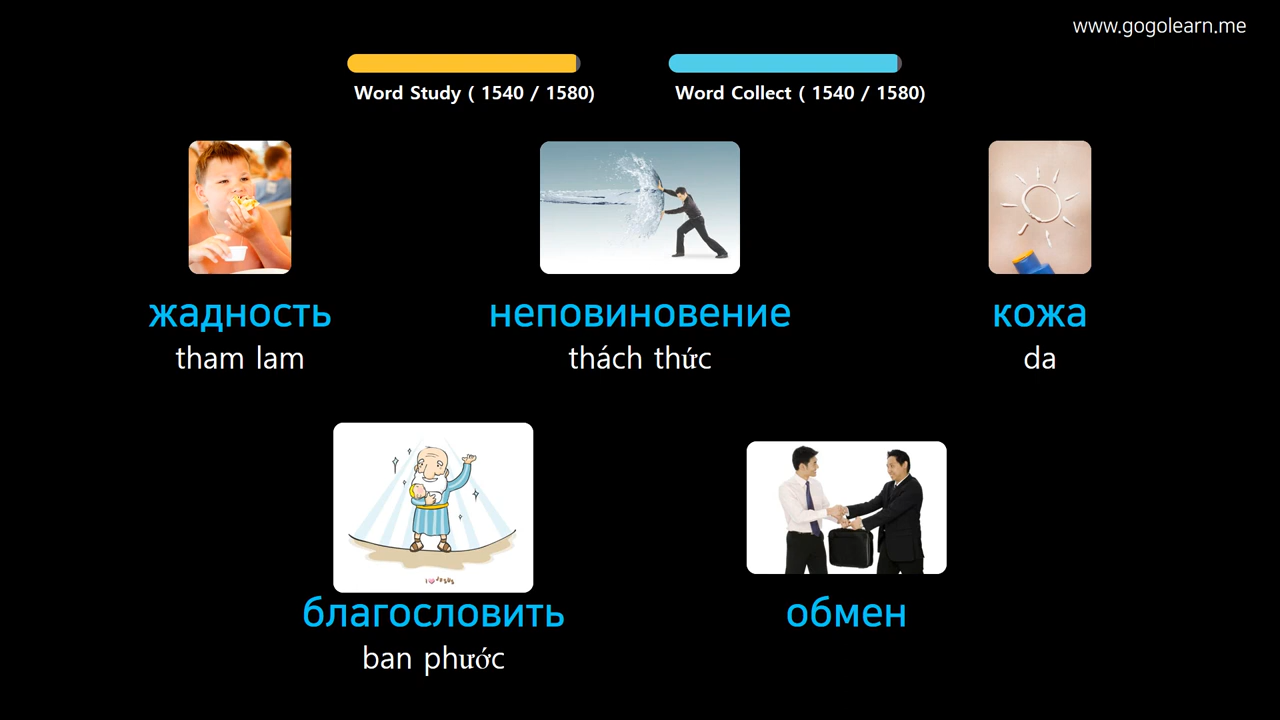 www.gogolearn.me
Word Study ( 1540 / 1580)
Word Collect ( 1540 / 1580)
жадность
tham lam
неповиновение
thách thức
кожа
da
I ❤ JESUS
благословить
ban phước
обмен